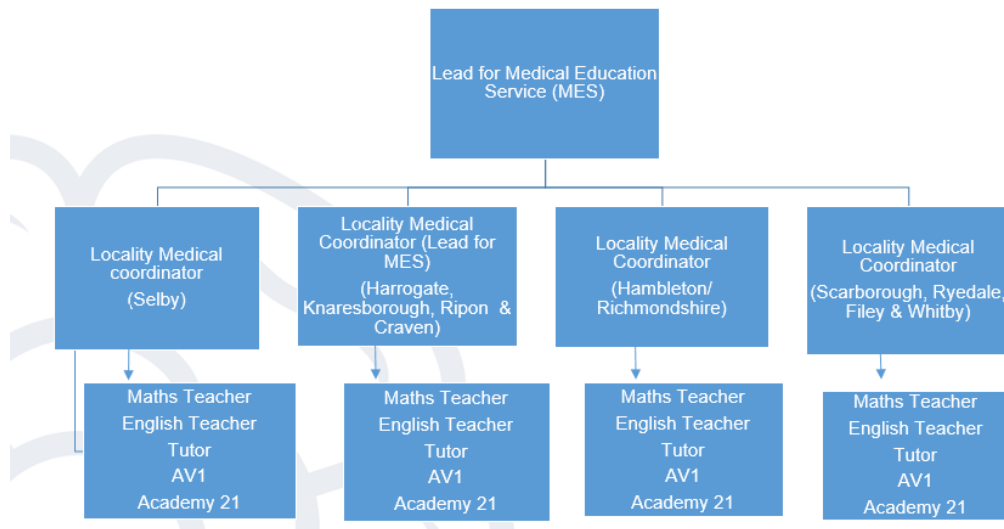 Lead for Medical Education
Service (MES)
Locality Medical
coordinator
(Selby)
Locality Medical
Coordinator (Lead for
MES)
(Harrogate,
Knaresborough, Ripon &
Craven)
Locality Medical
Coordinator
(Hambleton/
Richmondshire)
Locality Medical
Coordinator
(Scarborough, Ryedale,
Filey & Whitby)
Maths Teacher
English Teacher
Tutor
AV1
Academy 21
Maths Teacher
English Teacher
Tutor
AV1
Academy 21
Maths Teacher
English Teacher
Tutor
AV1
Academy 21
Maths Teacher
English Teacher
Tutor
AV1
Academy 21